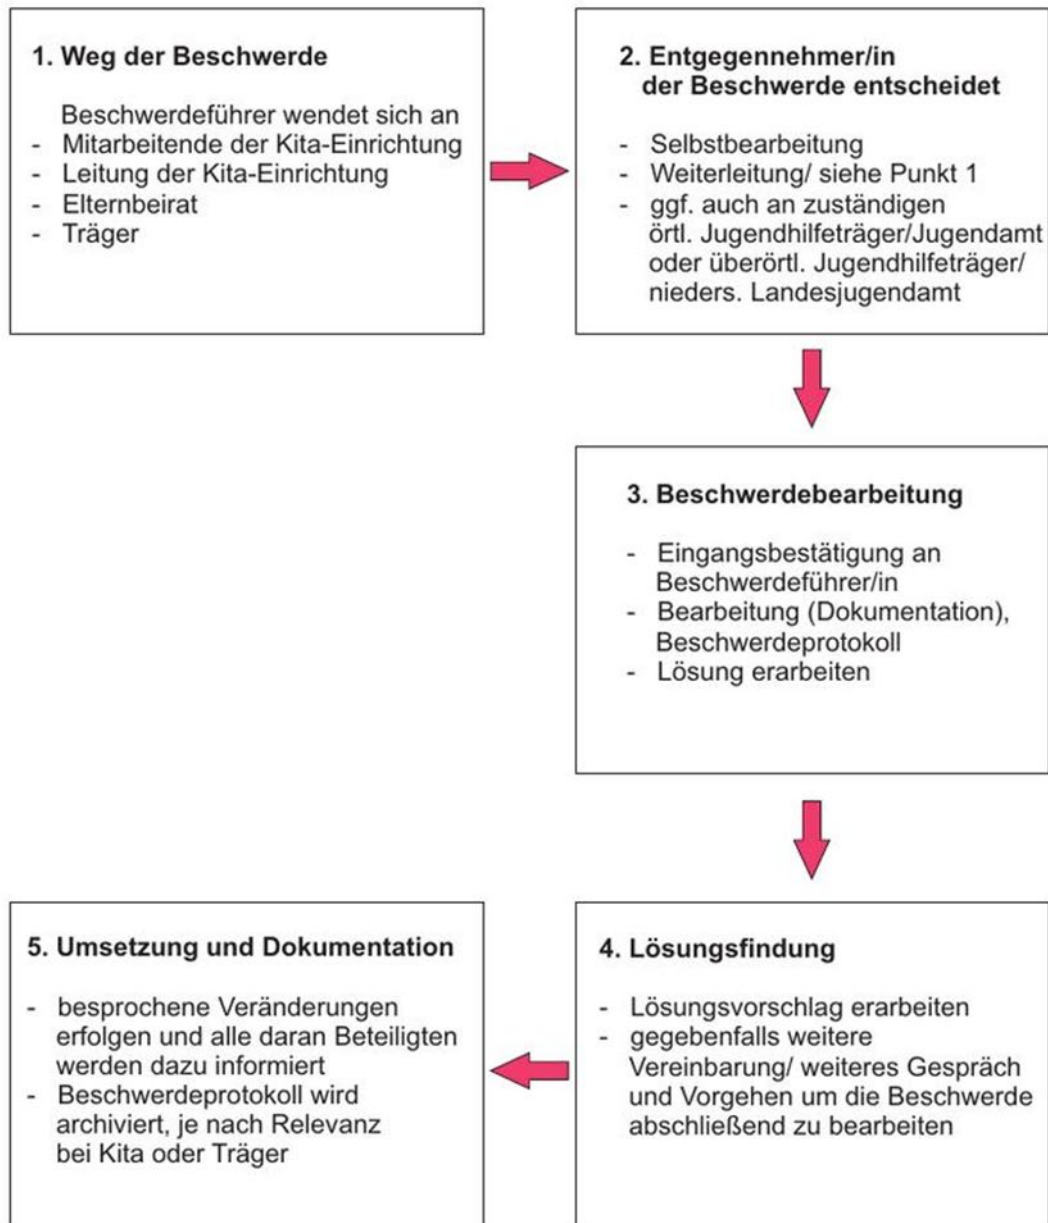 1. Weg der Beschwerde
Beschwerdeführer wendet sich an
- Mitarbeitende der Kita-Einrichtung
- Leitung der Kita-Einrichtung
- Elternbeirat
- Träger
2. Entgegennehmer/in
der Beschwerde entscheidet
- Selbstbearbeitung
- Weiterleitung/ siehe Punkt 1
- ggf. auch an zuständigen
örtl. Jugendhilfeträger/Jugendamt
oder überörtl. Jugendhilfeträger/
nieders. Landesjugendamt
3. Beschwerdebearbeitung
- Eingangsbestätigung an
Beschwerdeführer/in
- Bearbeitung (Dokumentation),
Beschwerdeprotokoll
- Lösung erarbeiten
4. Lösungsfindung
- Lösungsvorschlag erarbeiten
- gegebenfalls weitere
Vereinbarung/ weiteres Gespräch
und Vorgehen um die Beschwerde
abschließend zu bearbeiten
5. Umsetzung und Dokumentation
- besprochene Veränderungen
erfolgen und alle daran Beteiligten
werden dazu informiert
- Beschwerdeprotokoll wird
archiviert, je nach Relevanz
bei Kita oder Träger